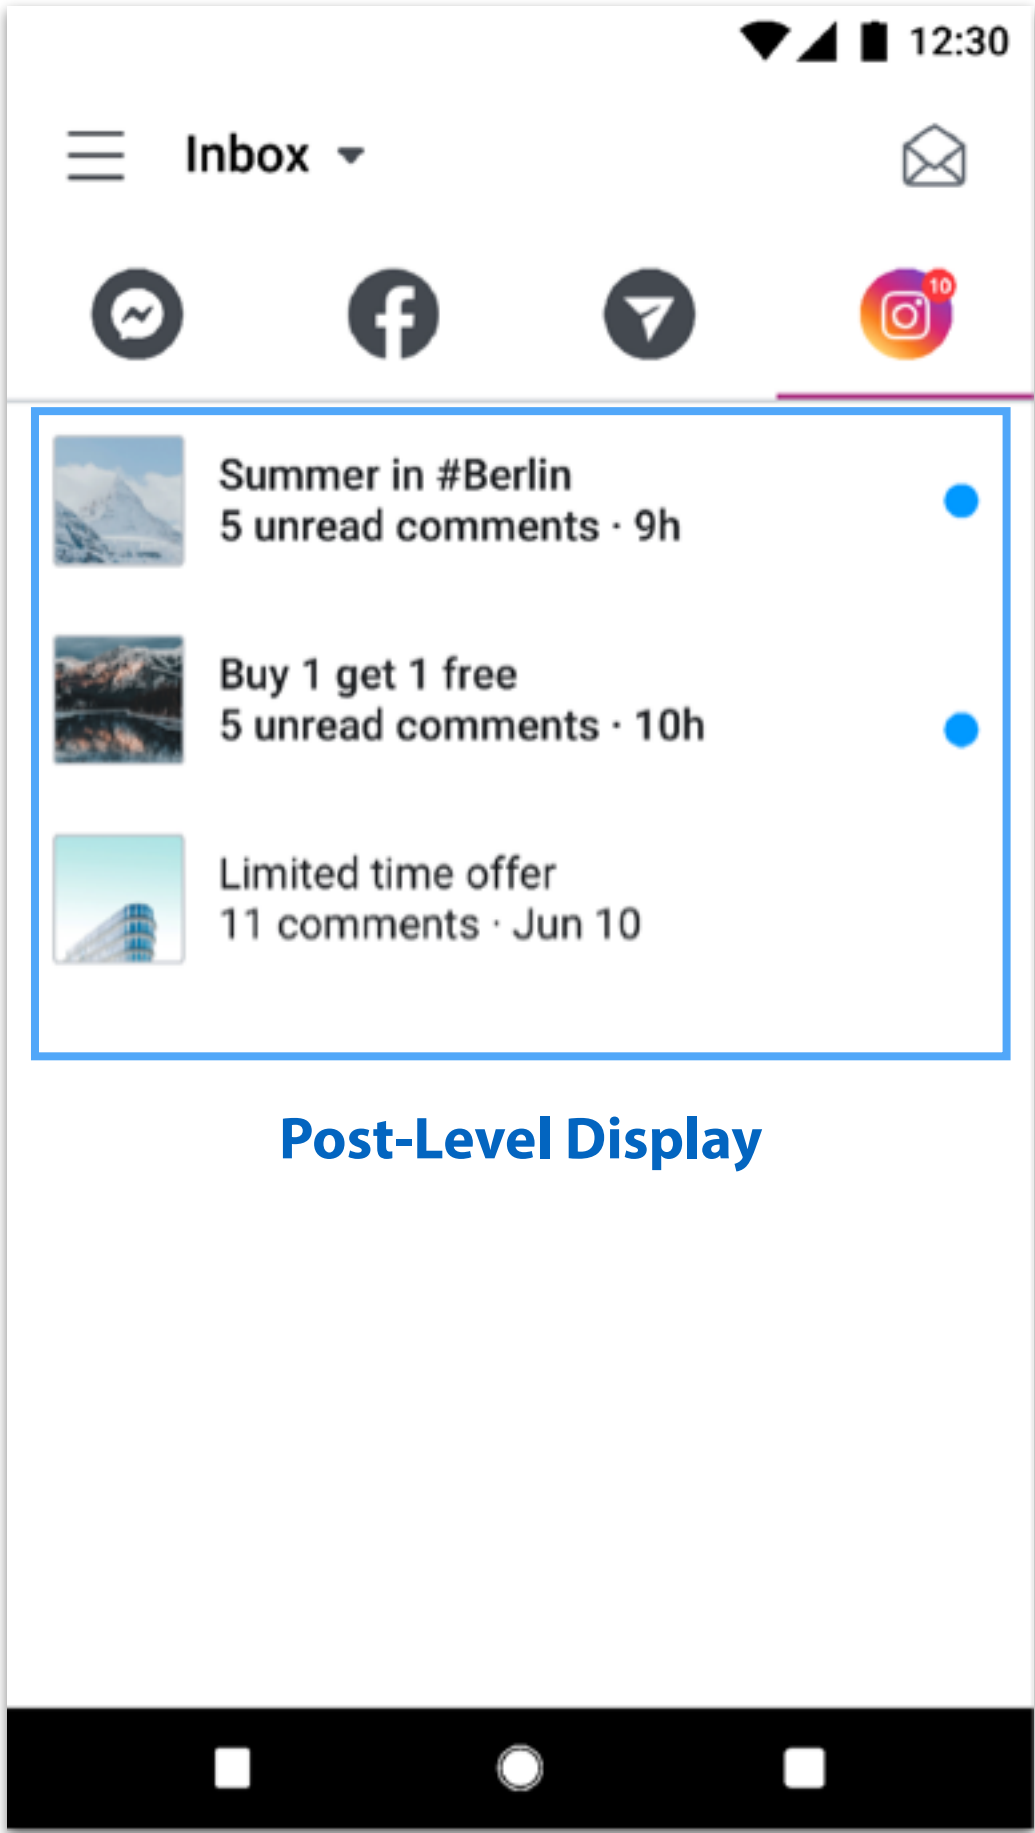 12:30
Inbox
10
Summer in #Berlin
5 unread comments · 9h
Buy 1 get 1 free
5 unread comments · 10h
Limited time offer
11 comments · Jun 10
Post-Level Display